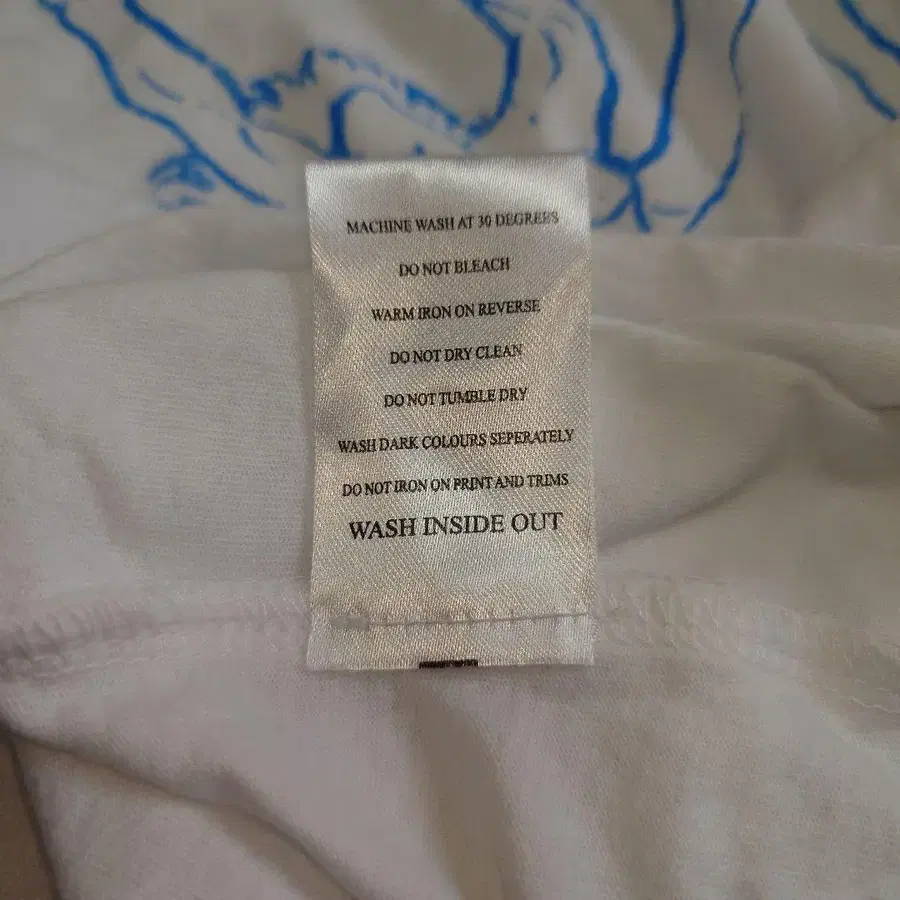 MACHINE WASH AT 30 DEGREES
DO NOT BLEACH
WARM IRON ON REVERSE
DO NOT DRY CLEAN
DO NOT TUMBLE DRY
WASH DARK COLOURS SEPERATELY
DO NOT IRON ON PRINT AND TRIMS
WASH INSIDE OUT